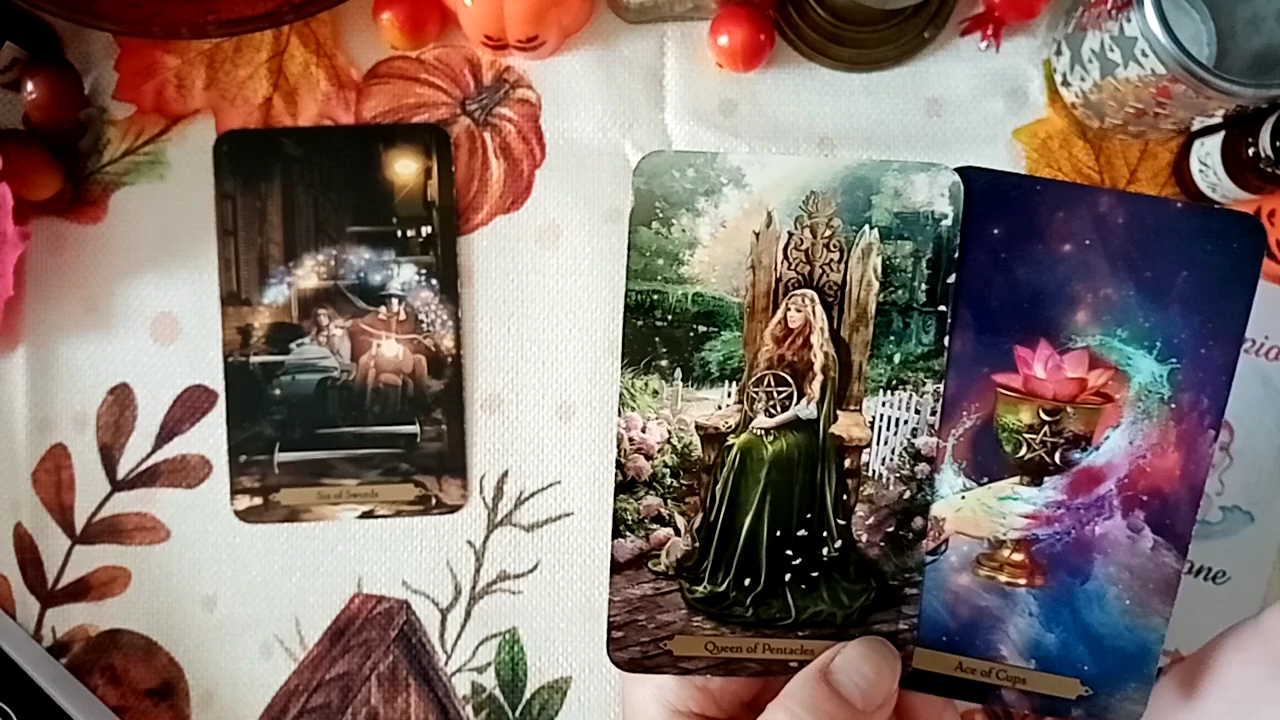 Six of Swords
Queen of Pentacles
Ace of Cups
one